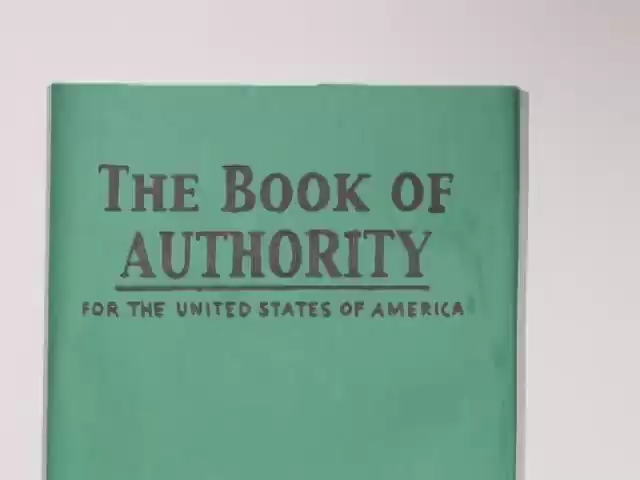 THE BOOK OF
AUTHORITY
FOR THE UNITED STATES OF AMERICA